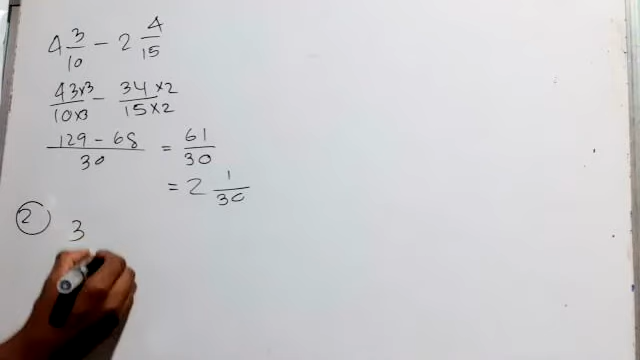 4 3/10 - 2 4/15
43×3/10×3 - 34×2/15×2
129 - 68/30 = 61/30
= 2 1/30
② 3